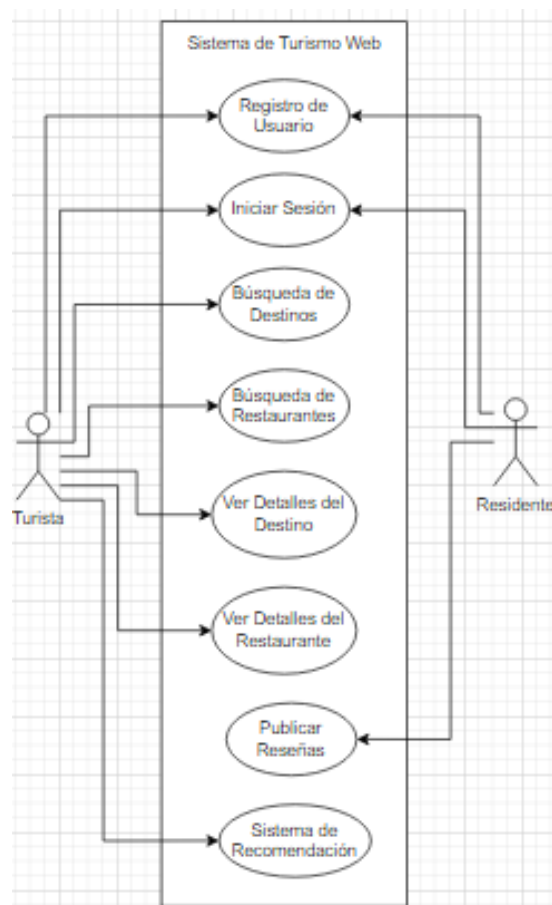 Sistema de Turismo Web
Registro de
Usuario
Iniciar Sesión
Búsqueda de
Destinos
Búsqueda de
Restaurantes
Ver Detalles del
Destino
Turista
Residente
Ver Detalles del
Restaurante
Publicar
Reseñas
Sistema de
Recomendación